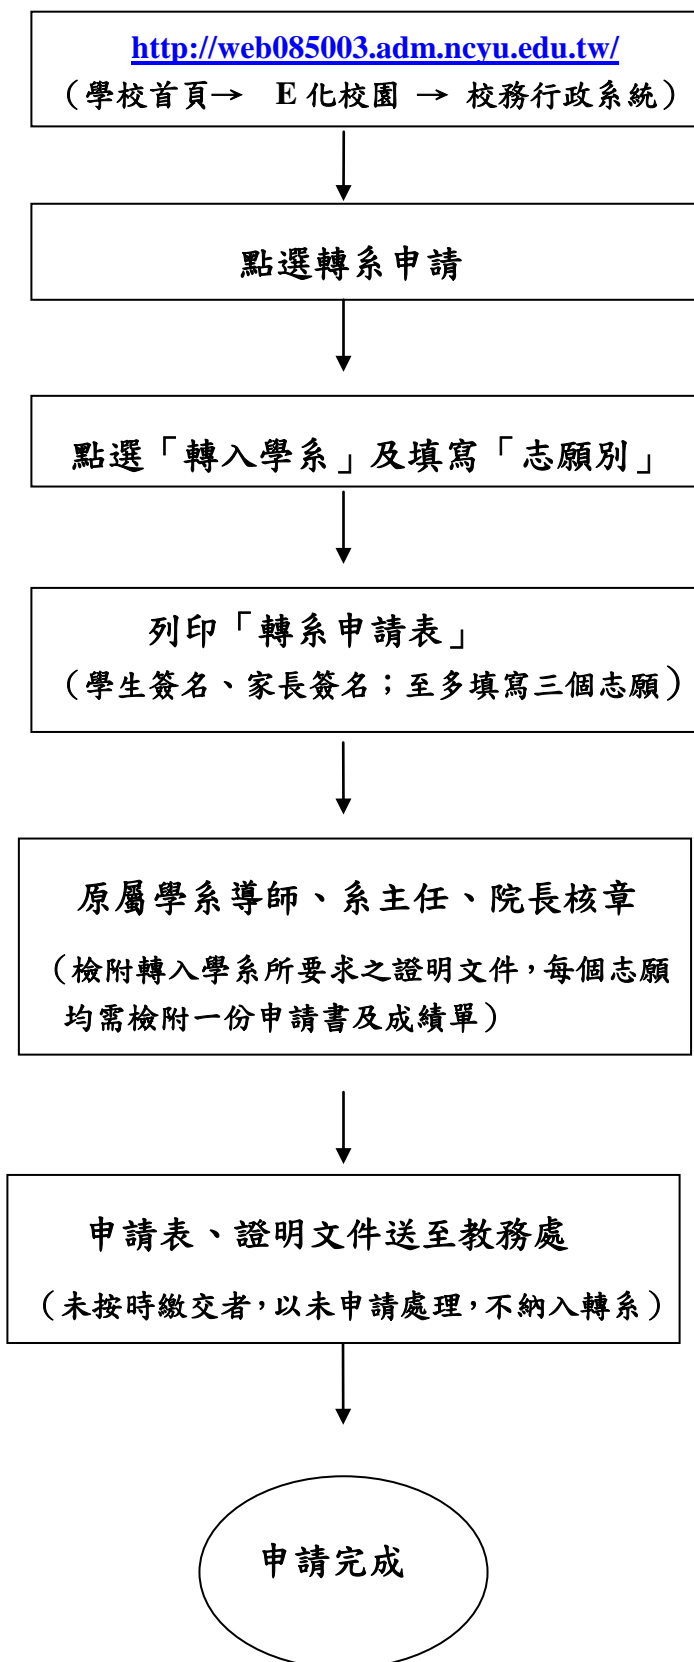 http://web085003.adm.ncyu.edu.tw/
（學校首頁→ E 化校園 → 校務行政系統）
點選轉系申請
點選「轉入學系」及填寫「志願別」
列印「轉系申請表」
（學生簽名、家長簽名；至多填寫三個志願）
原屬學系導師、系主任、院長核章
（檢附轉入學系所要求之證明文件，每個志願
均需檢附一份申請書及成績單）
申請表、證明文件送至教務處
（未按時繳交者，以未申請處理，不納入轉系）
申請完成